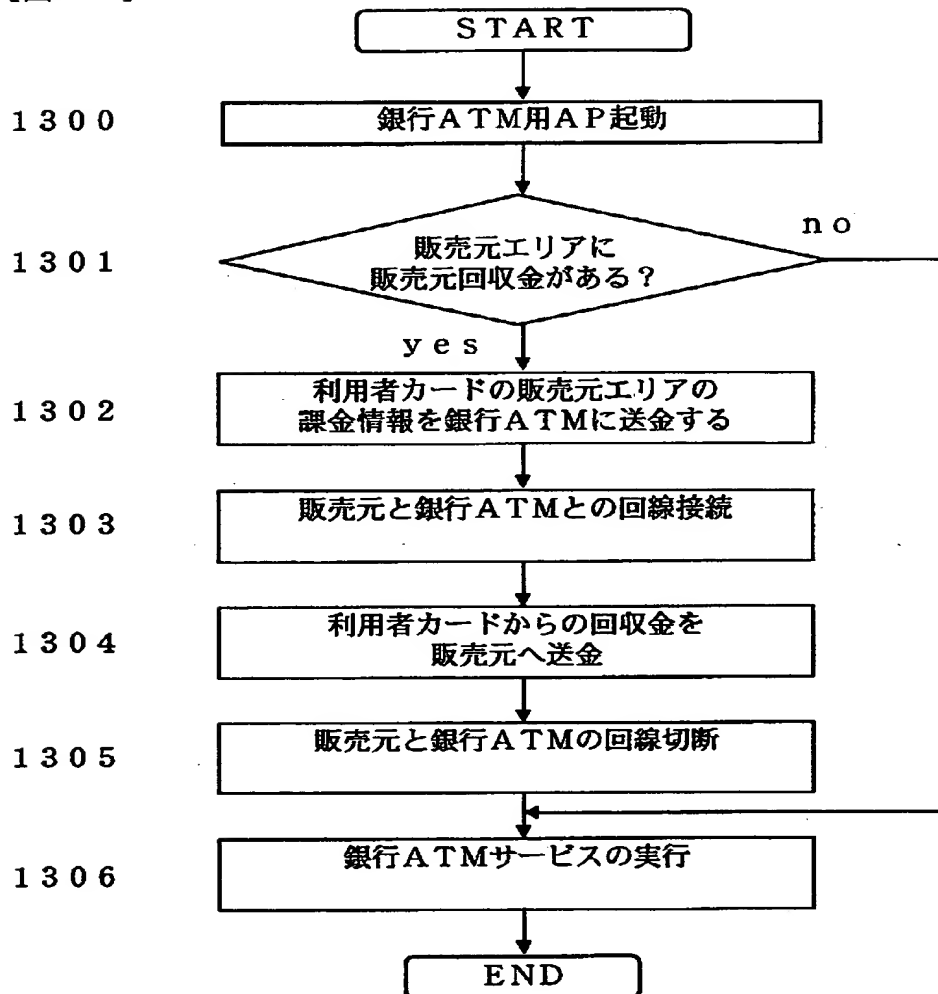 START
1300
銀行ATM用AP起動
no
1301
販売元エリアに
販売元回収金がある?
yes
1302
利用者カードの販売元エリアの
課金情報を銀行ATMに送金する
1303
販売元と銀行ATMとの回線接続
1304
利用者カードからの回収金を
販売元へ送金
1305
販売元と銀行ATMの回線切断
1306
銀行ATMサービスの実行
END